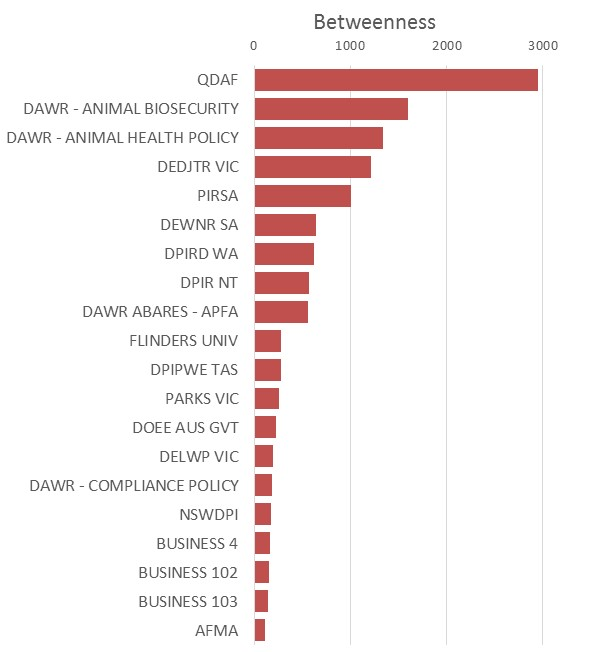 Betweenness
0 1000 2000 3000
QDAF
DAWR - ANIMAL BIOSECURITY
DAWR - ANIMAL HEALTH POLICY
DEDJTR VIC
PIRSA
DEWNR SA
DPIRD WA
DPIR NT
DAWR ABARES - APFA
FLINDERS UNIV
DPIPWE TAS
PARKS VIC
DOEE AUS GVT
DELWP VIC
DAWR - COMPLIANCE POLICY
NSWDPI
BUSINESS 4
BUSINESS 102
BUSINESS 103
AFMA